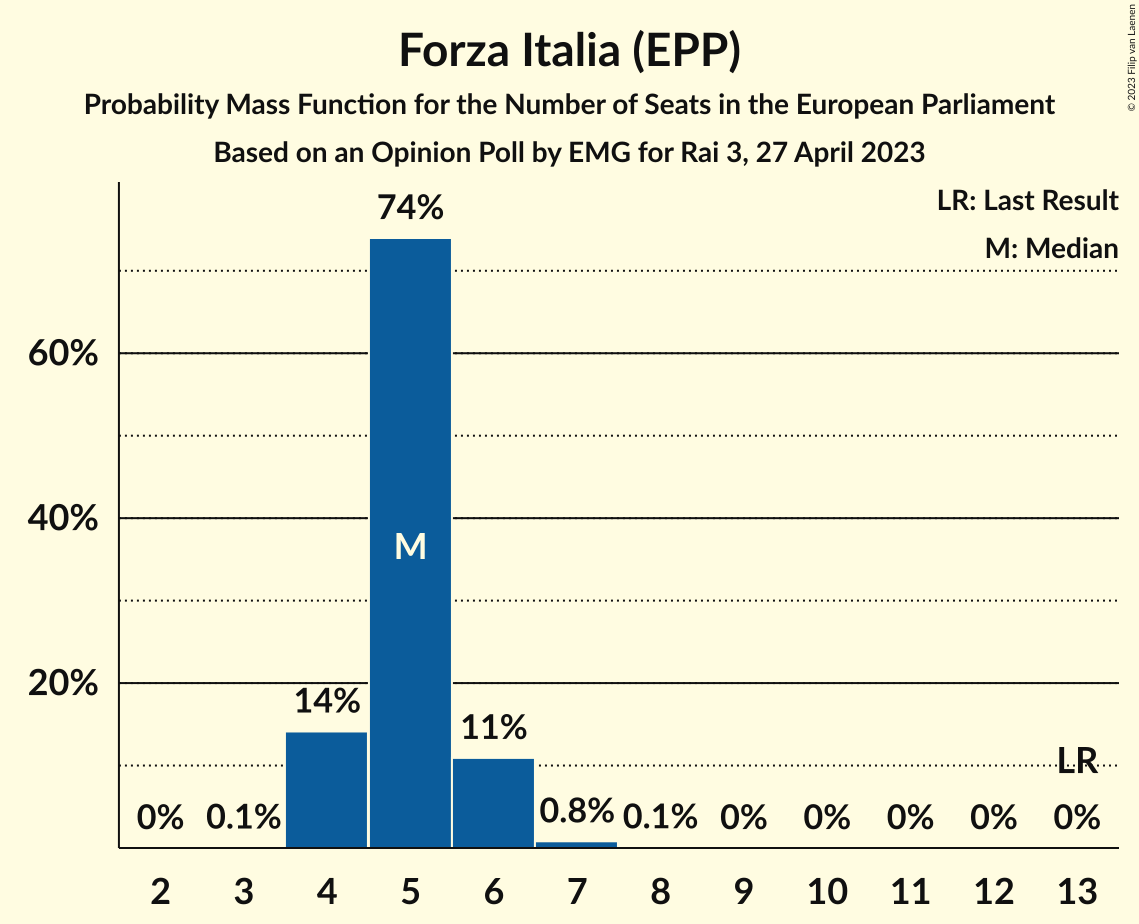 Forza Italia (EPP)
Probability Mass Function for the Number of Seats in the European Parliament
Based on an Opinion Poll by EMG for Rai 3, 27 April 2023
© 2023 Filip van Laenen
LR: Last Result
M: Median
74%
60%
40%
M
20%
14%
11%
LR
0% 0.1% 0.8% 0.1% 0% 0% 0% 0% 0%
2 3 4 5 6 7 8 9 10 11 12 13